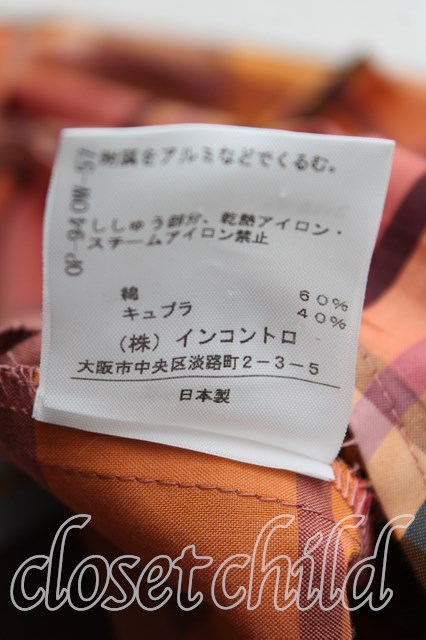 附属をアルミなどでくるむ。
ししゅう部分、乾熱アイロン・
スチームアイロン禁止
綿 60%
キュプラ 40%
(株)インコントロ
大阪市中央区淡路町2-3-5
日本製
OP-940W-57
closet child